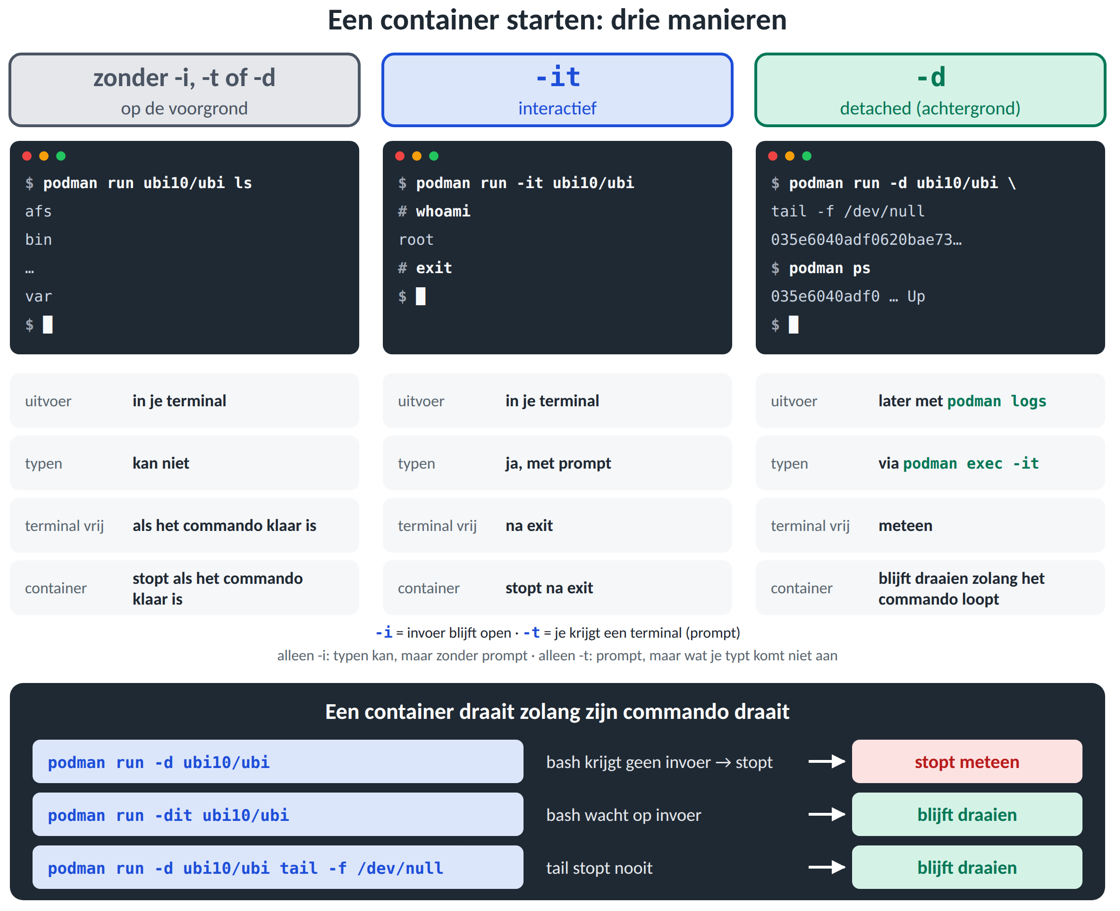 Een container starten: drie manieren
zonder -i, -t of -d
op de voorgrond
-it
interactief
-d
detached (achtergrond)
$ podman run ubi10/ubi ls
afs
bin
…
var
$
$ podman run -it ubi10/ubi
# whoami
root
# exit
$
$ podman run -d ubi10/ubi \
tail -f /dev/null
035e6040adf0620bae73…
$ podman ps
035e6040adf0 … Up
$
uitvoer in je terminal
typen kan niet
terminal vrij als het commando klaar is
container stopt als het commando
klaar is
uitvoer in je terminal
typen ja, met prompt
terminal vrij na exit
container stopt na exit
uitvoer later met podman logs
typen via podman exec -it
terminal vrij meteen
container blijft draaien zolang het
commando loopt
-i = invoer blijft open · -t = je krijgt een terminal (prompt)
alleen -i: typen kan, maar zonder prompt · alleen -t: prompt, maar wat je typt komt niet aan
Een container draait zolang zijn commando draait
podman run -d ubi10/ubi bash krijgt geen invoer → stopt stopt meteen
podman run -dit ubi10/ubi bash wacht op invoer blijft draaien
podman run -d ubi10/ubi tail -f /dev/null tail stopt nooit blijft draaien